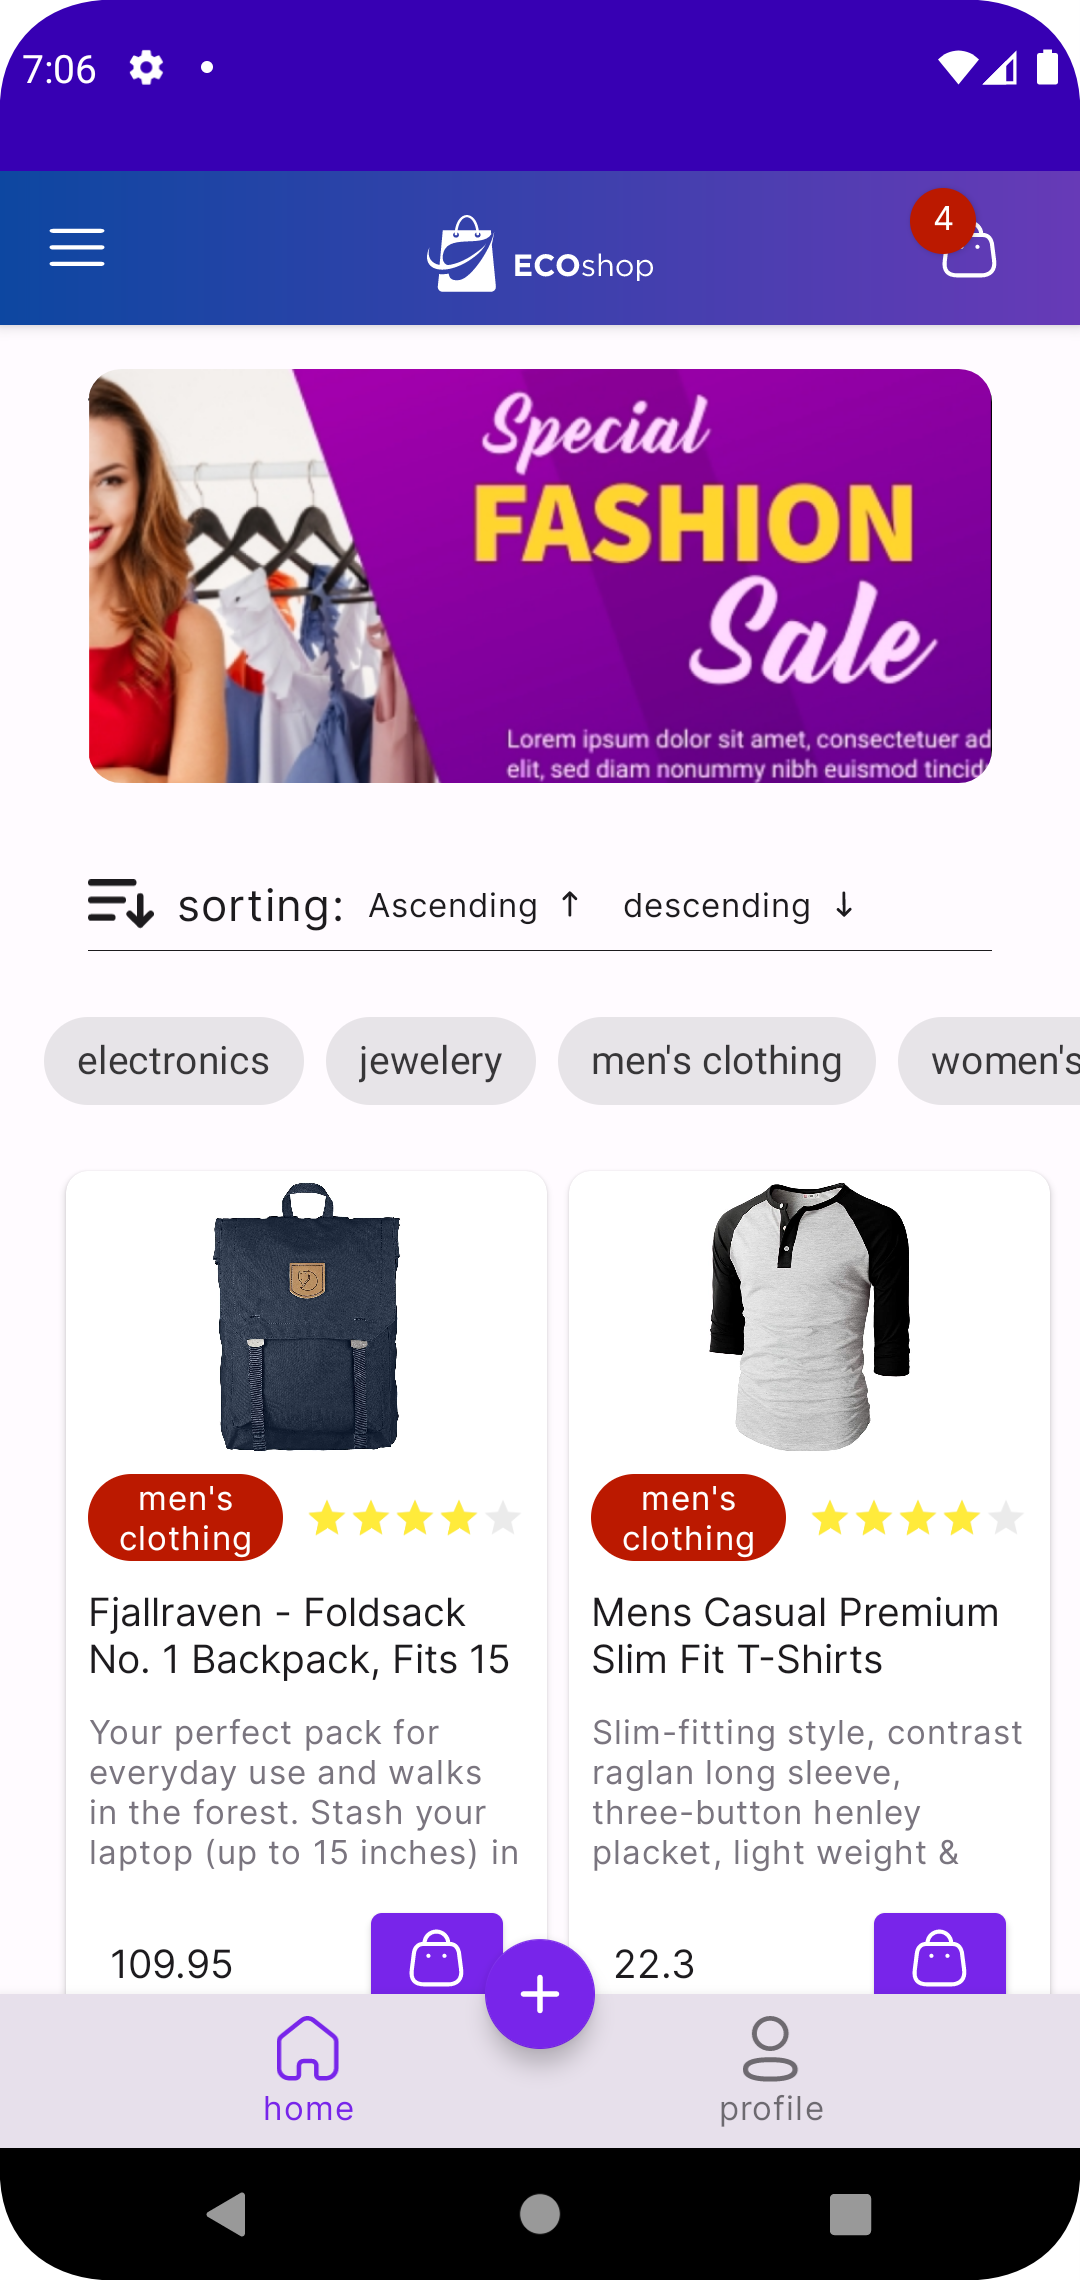 7:06
4
ECOshop
Special
FASHION
Sale
Lorem ipsum dolor sit amet, consectetuer ad
elit, sed diam nonummy nibh euismod tincid
sorting: Ascending ↑ descending ↓
electronics jewelery men's clothing women's
men's
clothing
Fjallraven - Foldsack
No. 1 Backpack, Fits 15
Your perfect pack for
everyday use and walks
in the forest. Stash your
laptop (up to 15 inches) in
109.95
men's
clothing
Mens Casual Premium
Slim Fit T-Shirts
Slim-fitting style, contrast
raglan long sleeve,
three-button henley
placket, light weight &
22.3
home
profile